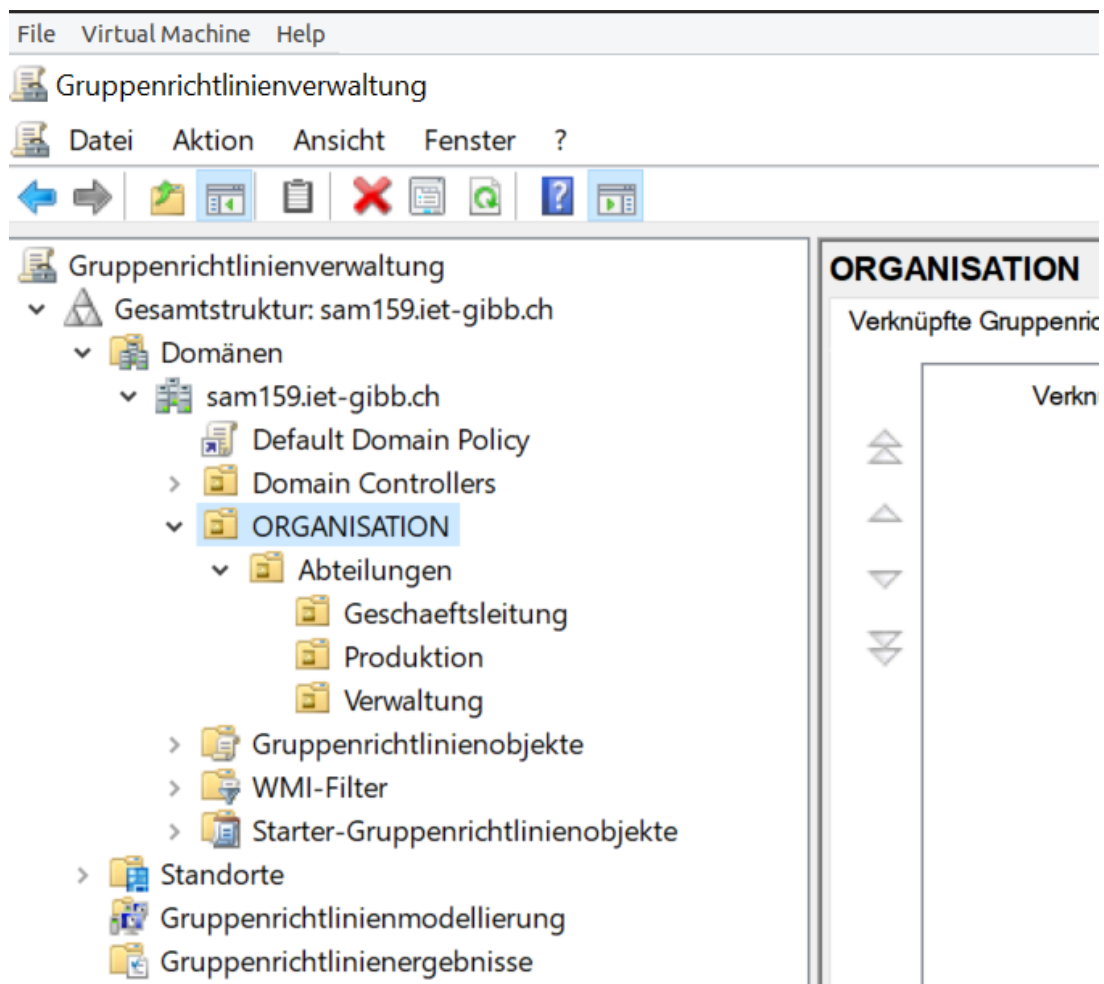 File Virtual Machine Help
Gruppenrichtlinienverwaltung
Datei Aktion Ansicht Fenster ?
Gruppenrichtlinienverwaltung
Gesamtstruktur: sam159.iet-gibb.ch
Domänen
sam159.iet-gibb.ch
Default Domain Policy
Domain Controllers
ORGANISATION
Abteilungen
Geschaeftsleitung
Produktion
Verwaltung
Gruppenrichtlinienobjekte
WMI-Filter
Starter-Gruppenrichtlinienobjekte
Standorte
Gruppenrichtlinienmodellierung
Gruppenrichtlinienergebnisse
ORGANISATION
Verknüpfte